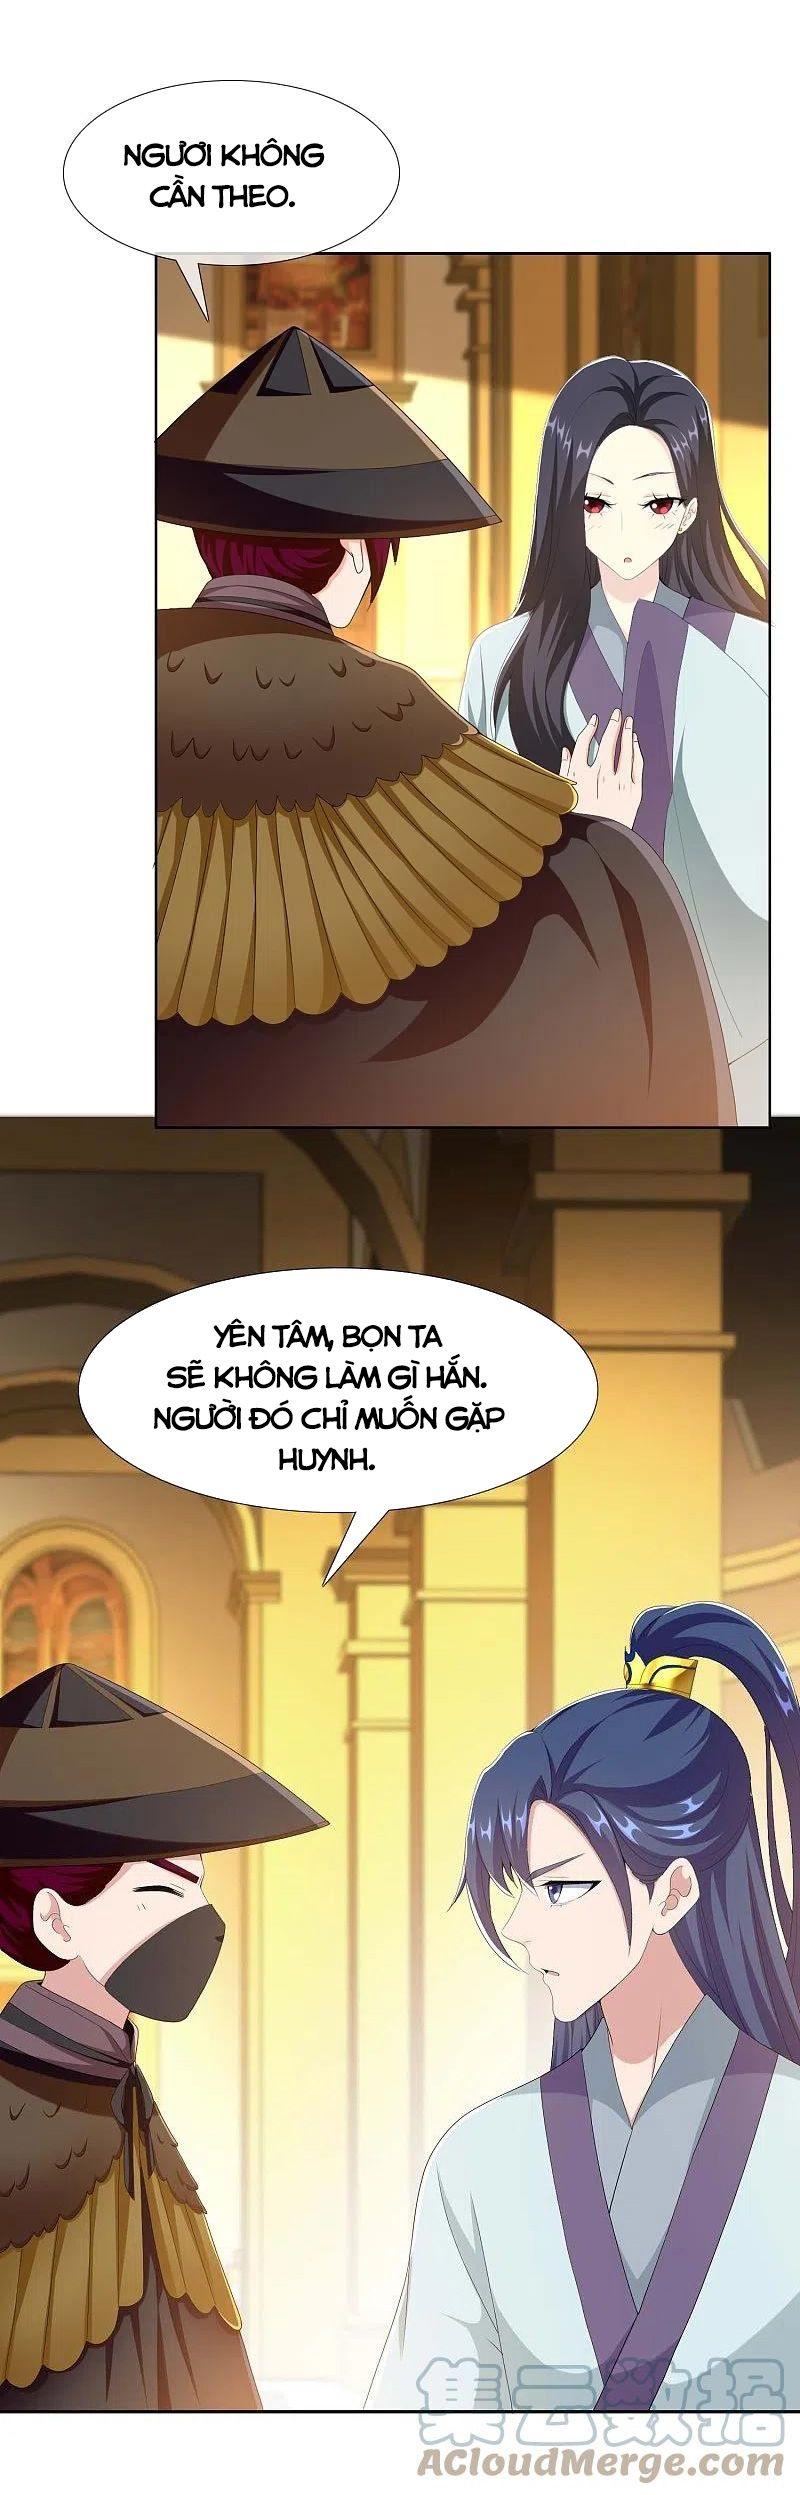 NGƯƠI KHÔNG
CẦN THEO.
YÊN TÂM, BỌN TA
SẼ KHÔNG LÀM GÌ HẮN.
NGƯỜI ĐÓ CHỈ MUỐN GẶP
HUYNH.
集云数据
ACloudMerge.com